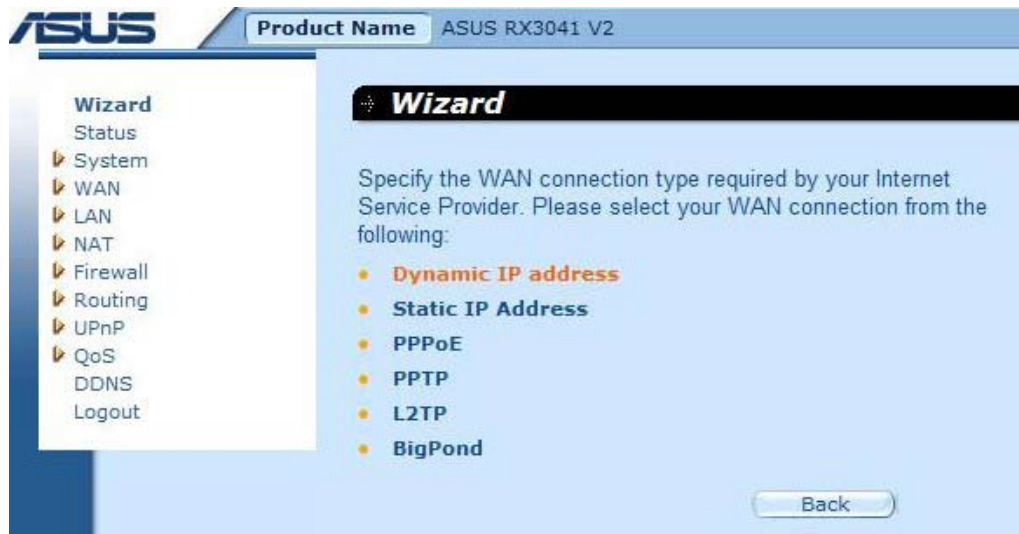 ASUS Product Name ASUS RX3041 V2
Wizard
Status
System
WAN
LAN
NAT
Firewall
Routing
UPnP
QoS
DDNS
Logout
Wizard
Specify the WAN connection type required by your Internet
Service Provider. Please select your WAN connection from the
following:
Dynamic IP address
Static IP Address
PPPoE
PPTP
L2TP
BigPond
Back